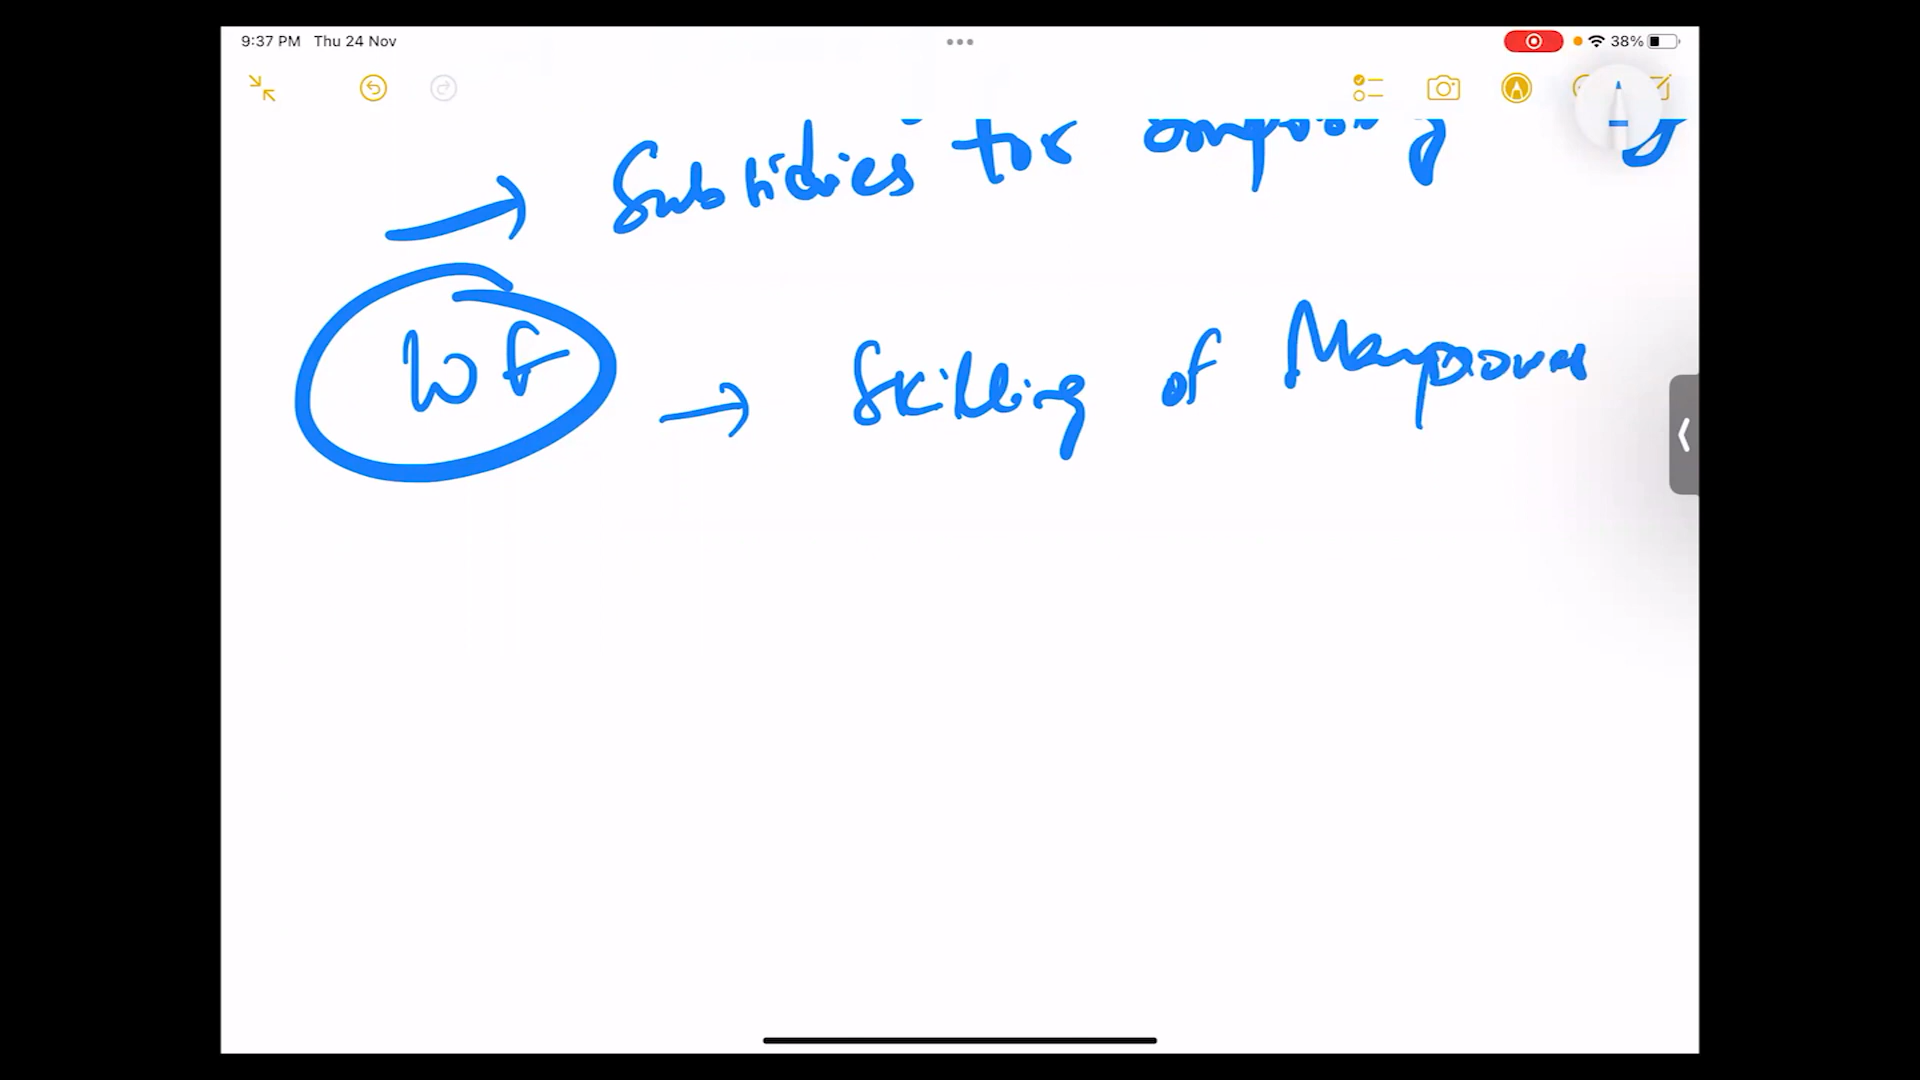 9:37 PM Thu 24 Nov
38%
→ Subsidies for
WF → Skilling of Manpower